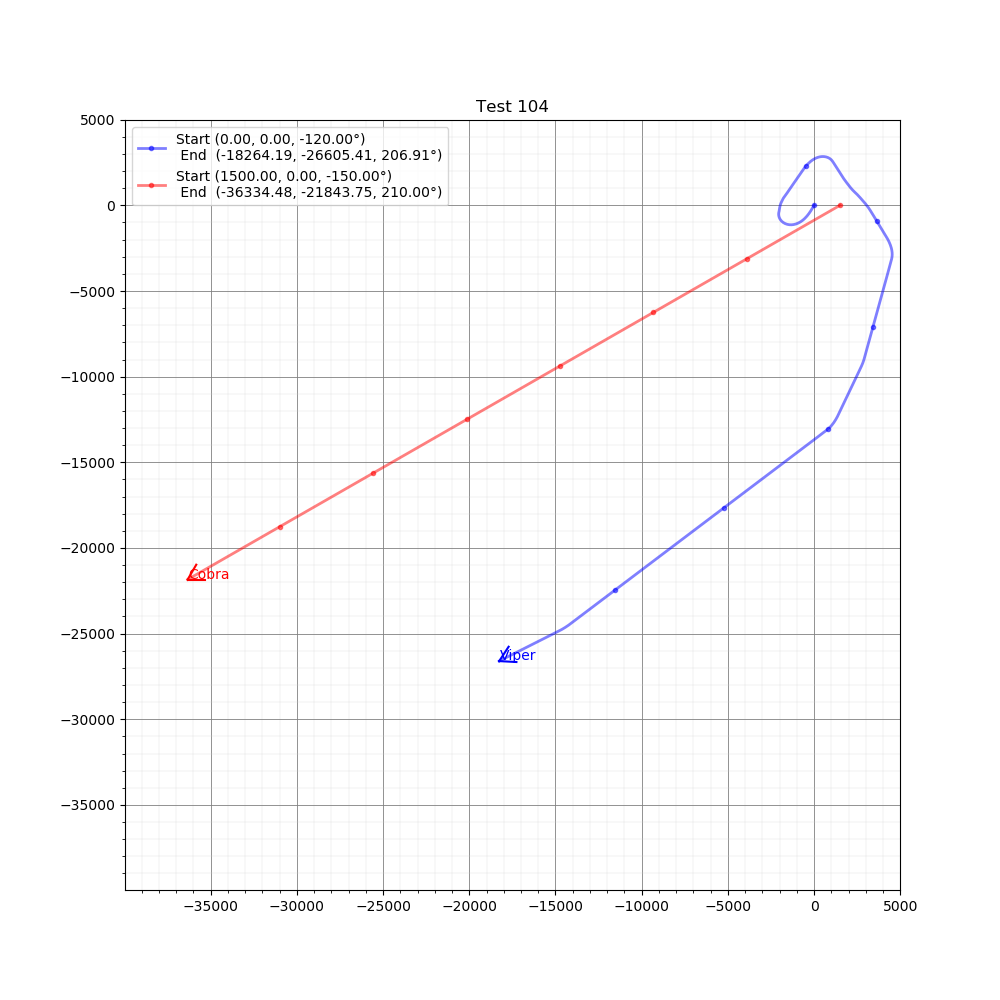 Test 104
Start (0.00, 0.00, -120.00°)
End (-18264.19, -26605.41, 206.91°)
Start (1500.00, 0.00, -150.00°)
End (-36334.48, -21843.75, 210.00°)
5000
0
−5000
−10000
−15000
−20000
−25000
−30000
−35000
Cobra
Viper
−35000 −30000 −25000 −20000 −15000 −10000 −5000 0 5000